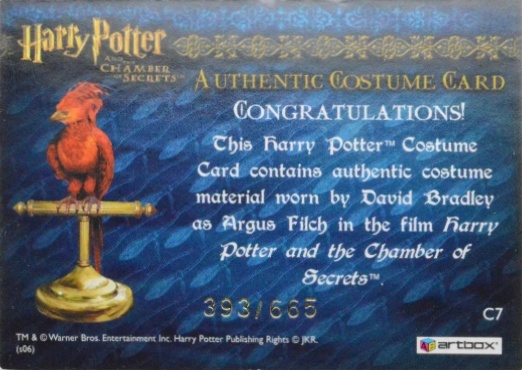 Harry Potter
AND THE
CHAMBER
OF SECRETS™
AUTHENTIC COSTUME CARD
CONGRATULATIONS!
This Harry Potter™ Costume
Card contains authentic costume
material worn by David Bradley
as Argus Filch in the film Harry
Potter and the Chamber of
Secrets™.
393/665
C7
TM & © Warner Bros. Entertainment Inc. Harry Potter Publishing Rights © JKR.
(s06)
artbox